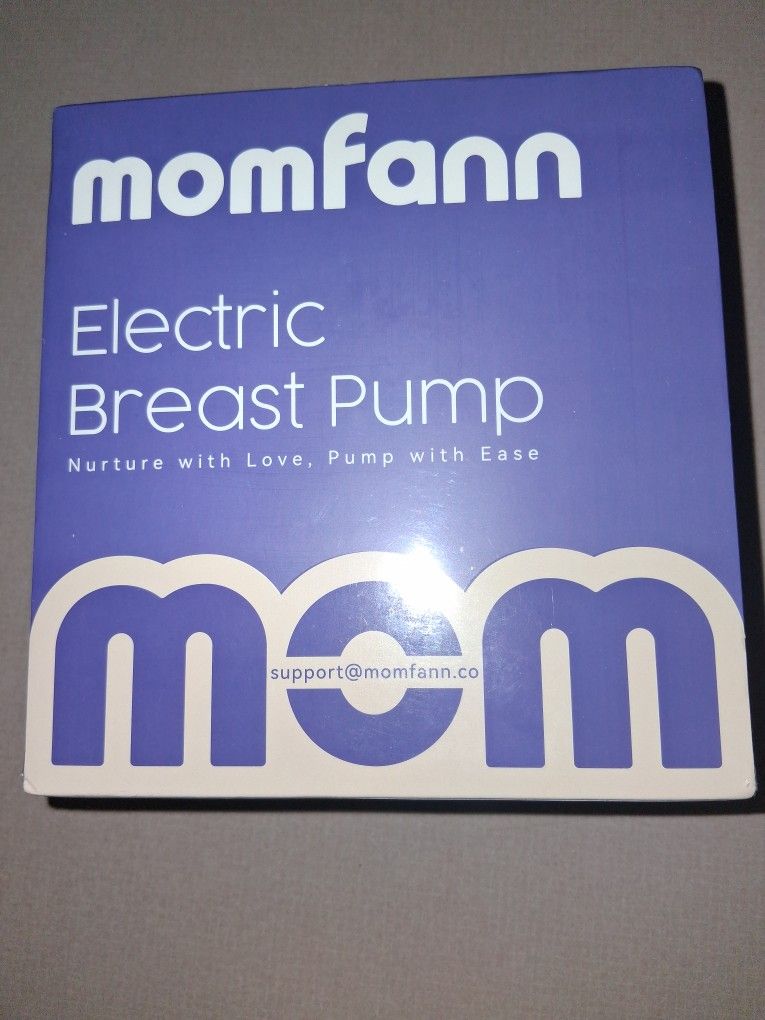 momfann
Electric
Breast Pump
Nurture with Love, Pump with Ease
mom
support@momfann.co